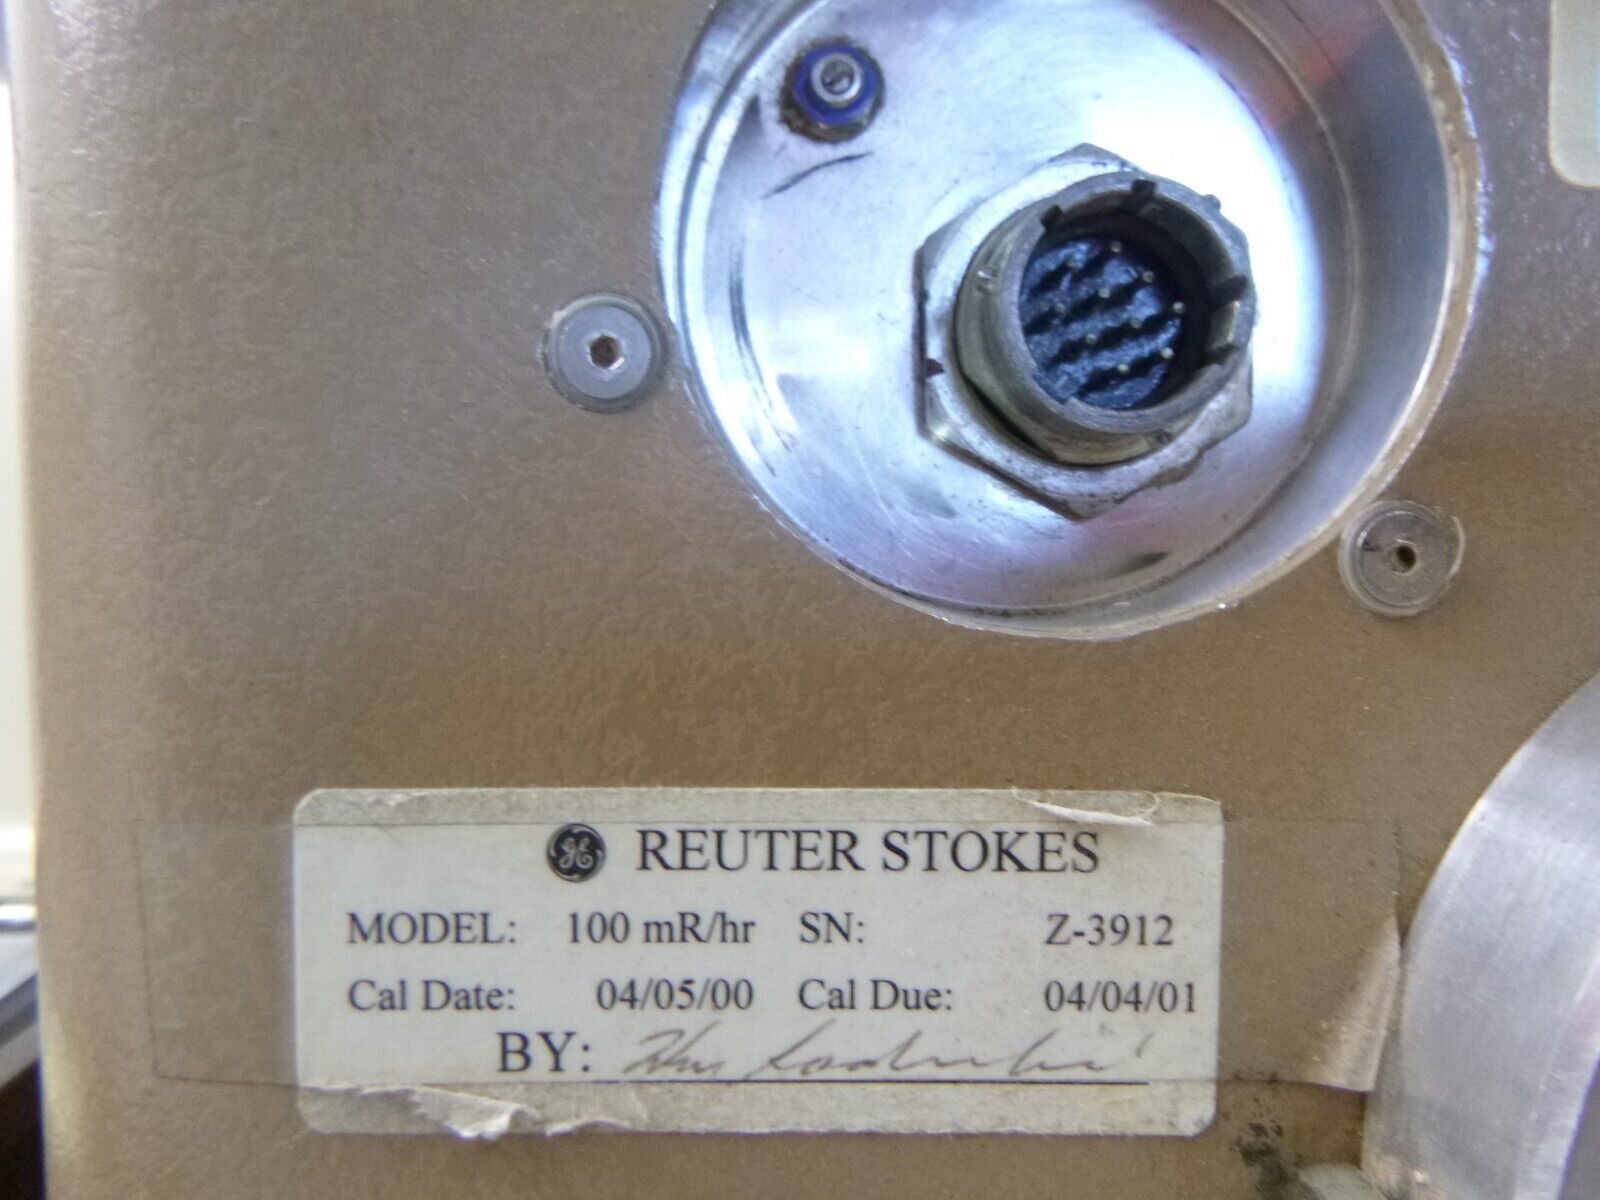 GE REUTER STOKES
MODEL: 100 mR/hr SN: Z-3912
Cal Date: 04/05/00 Cal Due: 04/04/01
BY: